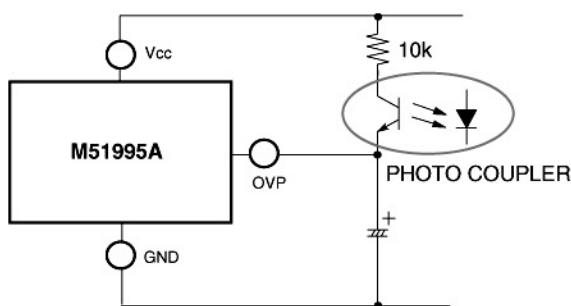 Vcc
10k
M51995A
OVP
PHOTO COUPLER
+
GND